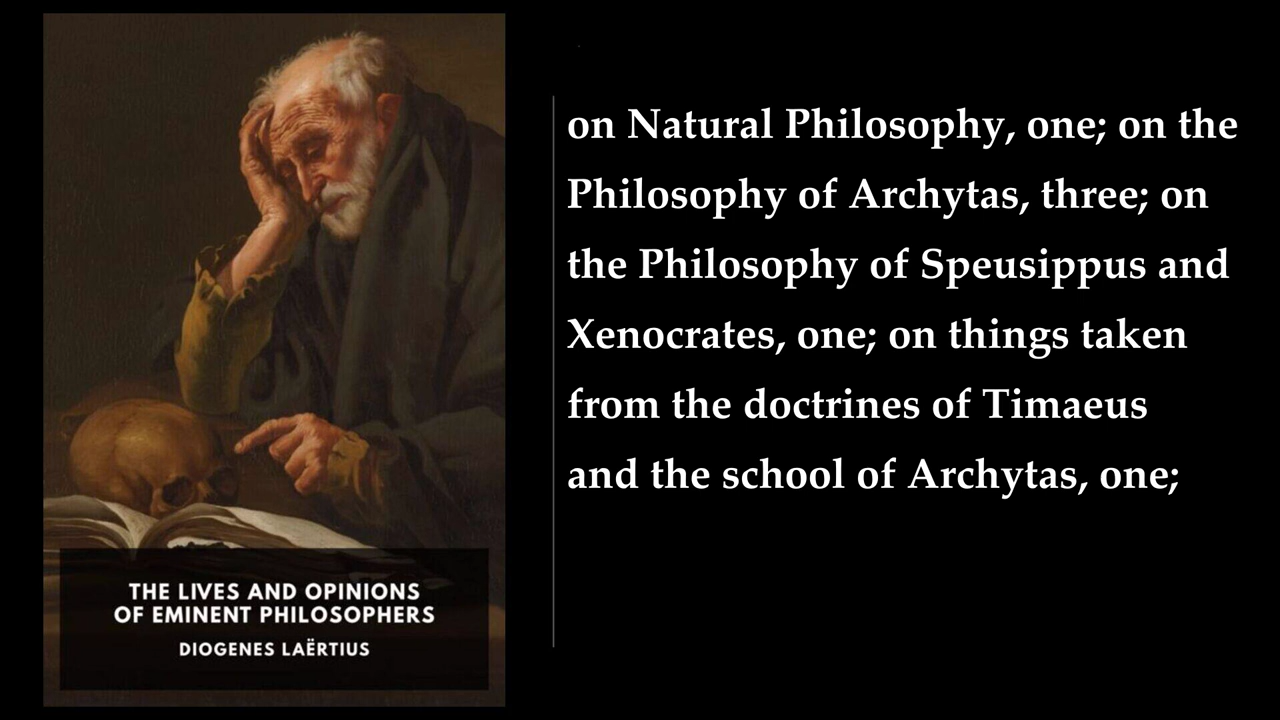 on Natural Philosophy, one; on the
Philosophy of Archytas, three; on
the Philosophy of Speusippus and
Xenocrates, one; on things taken
from the doctrines of Timaeus
and the school of Archytas, one;
THE LIVES AND OPINIONS
OF EMINENT PHILOSOPHERS
DIOGENES LAËRTIUS